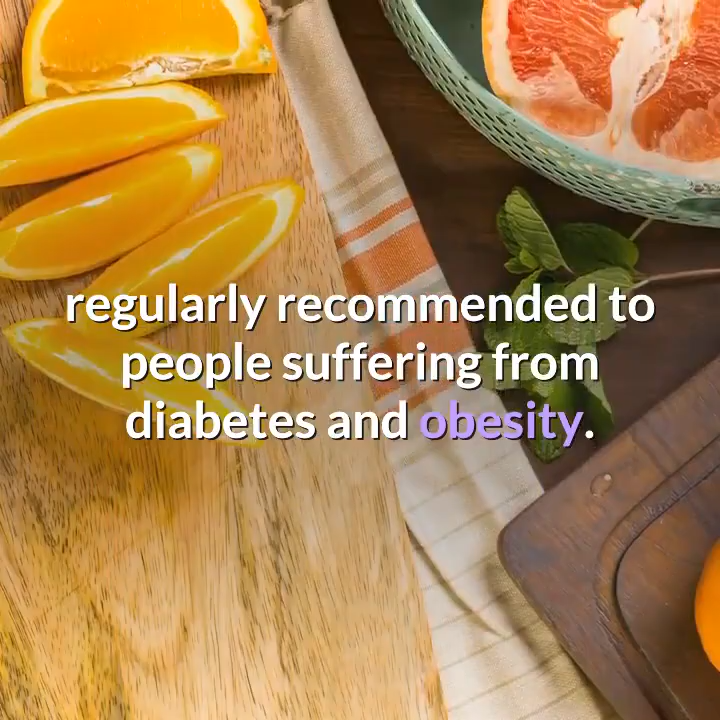 regularly recommended to
people suffering from
diabetes and obesity.